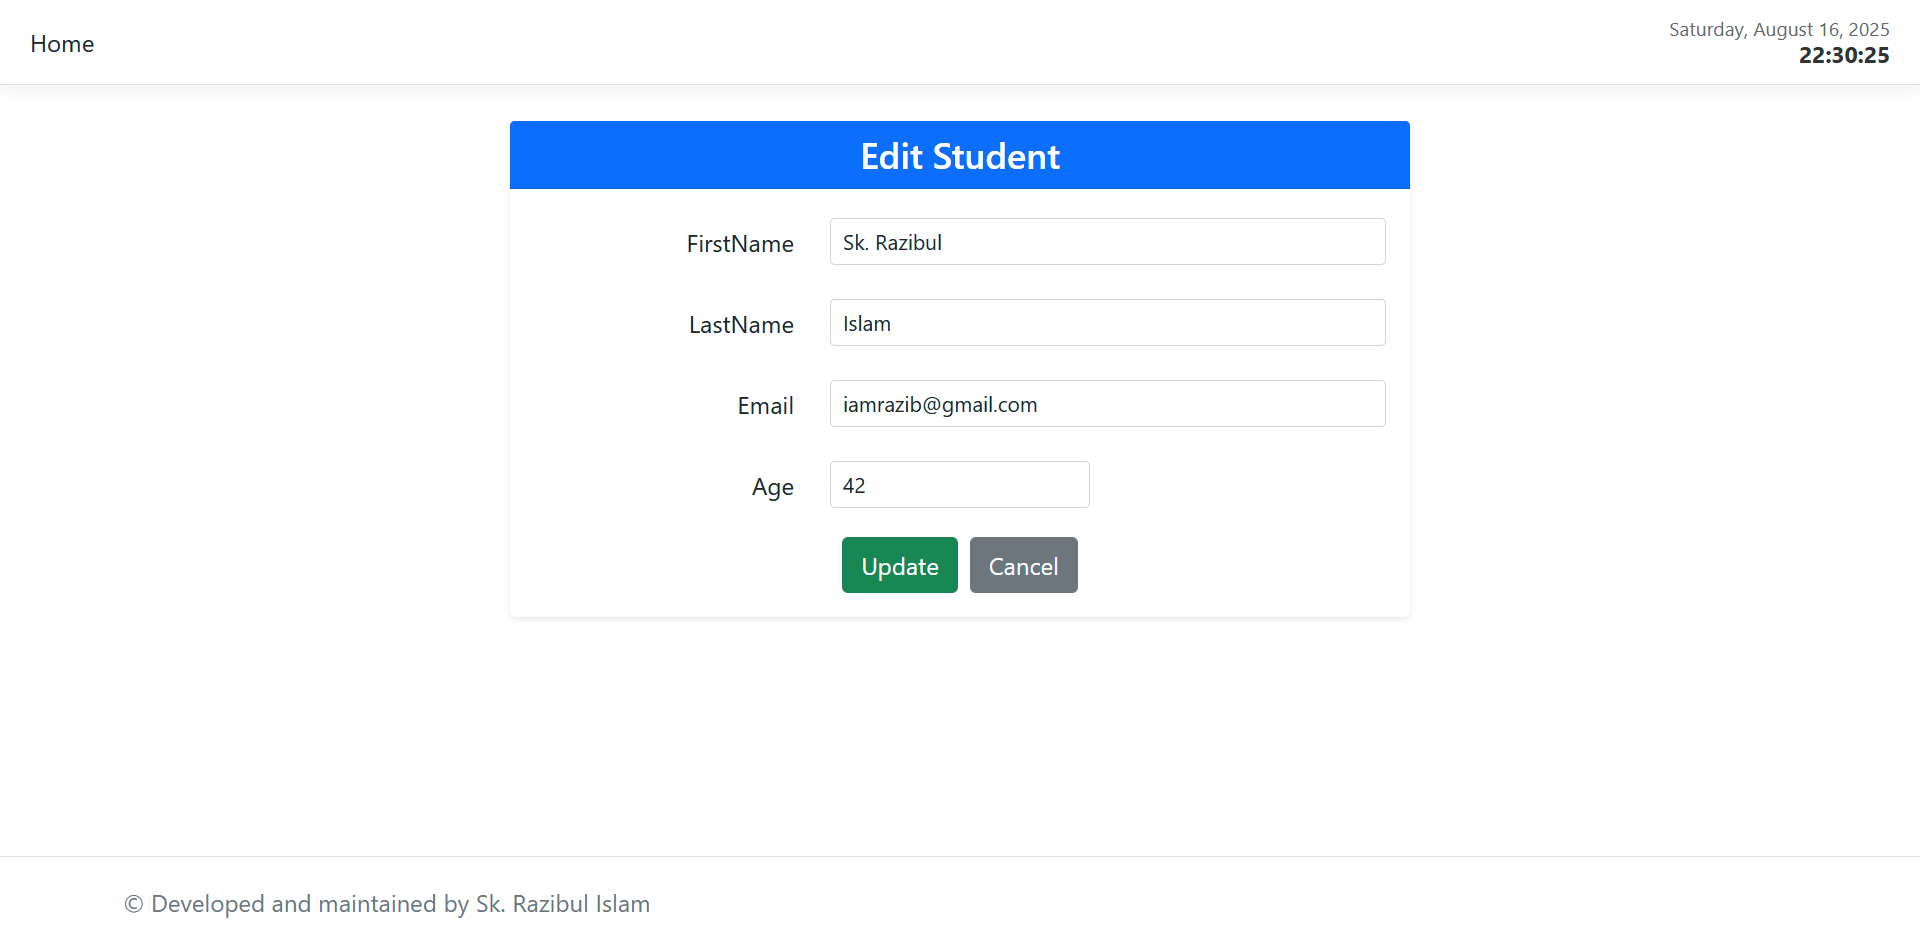 Home
Saturday, August 16, 2025
22:30:25
Edit Student
FirstName
Sk. Razibul
LastName
Islam
Email
iamrazib@gmail.com
Age
42
Update
Cancel
© Developed and maintained by Sk. Razibul Islam